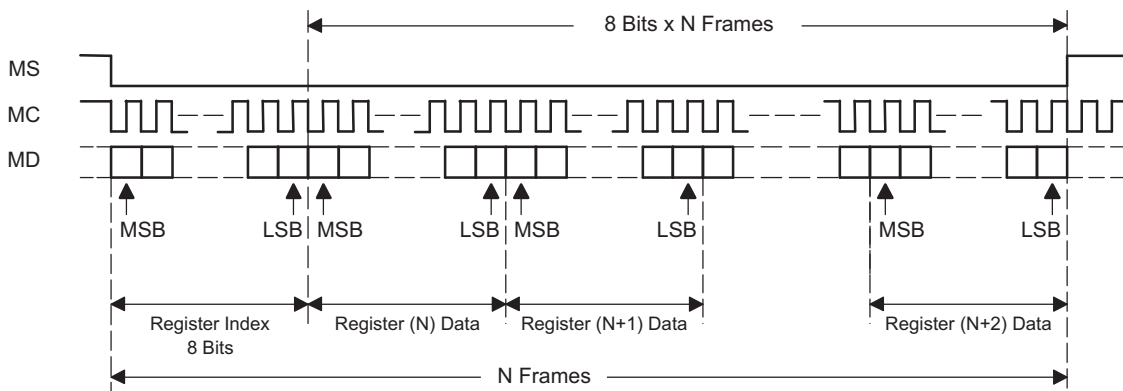 8 Bits x N Frames
MS
MC
MD
MSB LSB MSB LSB MSB LSB MSB LSB
Register Index Register (N) Data Register (N+1) Data Register (N+2) Data
8 Bits
N Frames